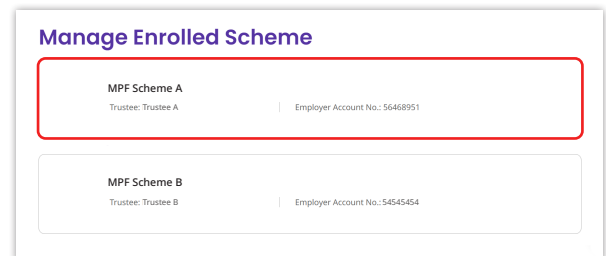 Manage Enrolled Scheme
MPF Scheme A
Trustee: Trustee A Employer Account No.: 56468951
MPF Scheme B
Trustee: Trustee B Employer Account No.: 54545454